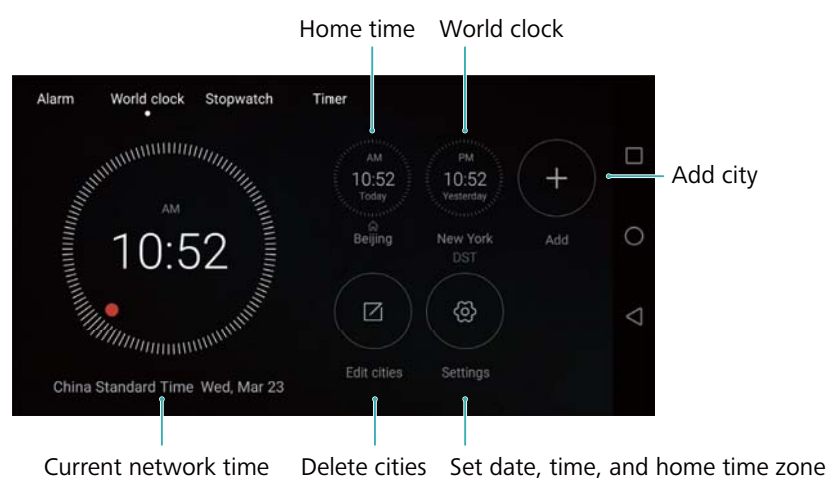 Home time World clock
Alarm World clock Stopwatch Timer
AM
10:52
Today
Beijing
PM
10:52
Yesterday
New York
DST
Add
Add city
AM
10:52
China Standard Time Wed, Mar 23
Edit cities
Settings
Current network time Delete cities Set date, time, and home time zone